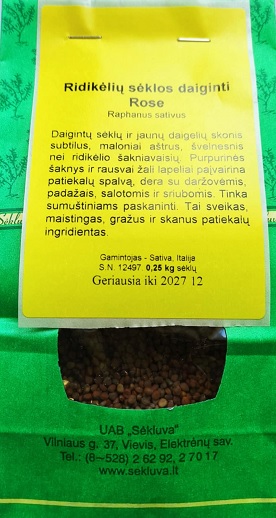 Ridikėlių sėklos daiginti
Rose
Raphanus sativus
Daigintų sėklų ir jaunų daigelių skonis
subtilus, maloniai aštrus, švelnesnis
nei ridikėlio šakniavaisių. Purpurinės
šaknys ir rausvai žali lapeliai paįvairina
patiekalų spalvą, dera su daržovėmis,
padažais, salotomis ir sriubomis. Tinka
sumuštiniams paskaninti. Tai sveikas,
maistingas, gražus ir skanus patiekalų
ingridientas.
Gamintojas - Sativa, Italija
S.N. 12497. 0,25 kg sėklų
Geriausia iki 2027 12
UAB „Sėkluva"
Vilniaus g. 37, Vievis, Elektrėnų sav.
Tel.: (8–528) 2 62 92, 2 70 17
www.sekluva.lt